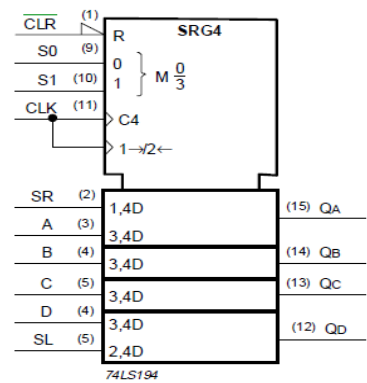 CLR (1) R SRG4
S0 (9) 0
S1 (10) 1 } M 0/3
CLK (11) C4
1→/2←
SR (2) 1,4D (15) QA
A (3) 3,4D
B (4) 3,4D (14) QB
C (5) 3,4D (13) QC
D (4) 3,4D (12) QD
SL (5) 2,4D
74LS194